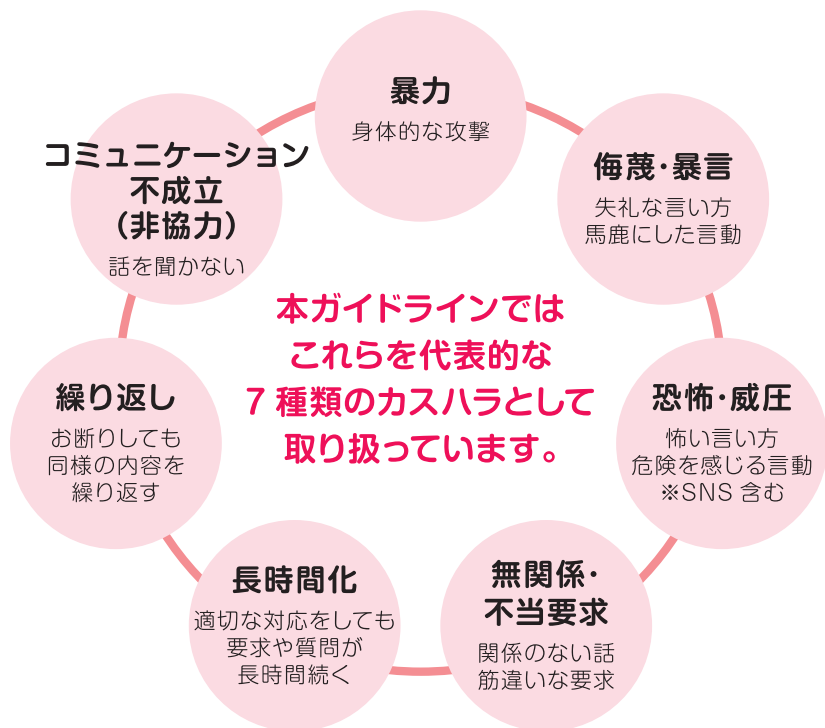 暴力
身体的な攻撃
侮蔑・暴言
失礼な言い方
馬鹿にした言動
恐怖・威圧
怖い言い方
危険を感じる言動
※SNS 含む
無関係・
不当要求
関係のない話
筋違いな要求
長時間化
適切な対応をしても
要求や質問が
長時間続く
繰り返し
お断りしても
同様の内容を
繰り返す
コミュニケーション
不成立
（非協力）
話を聞かない
本ガイドラインでは
これらを代表的な
7 種類のカスハラとして
取り扱っています。